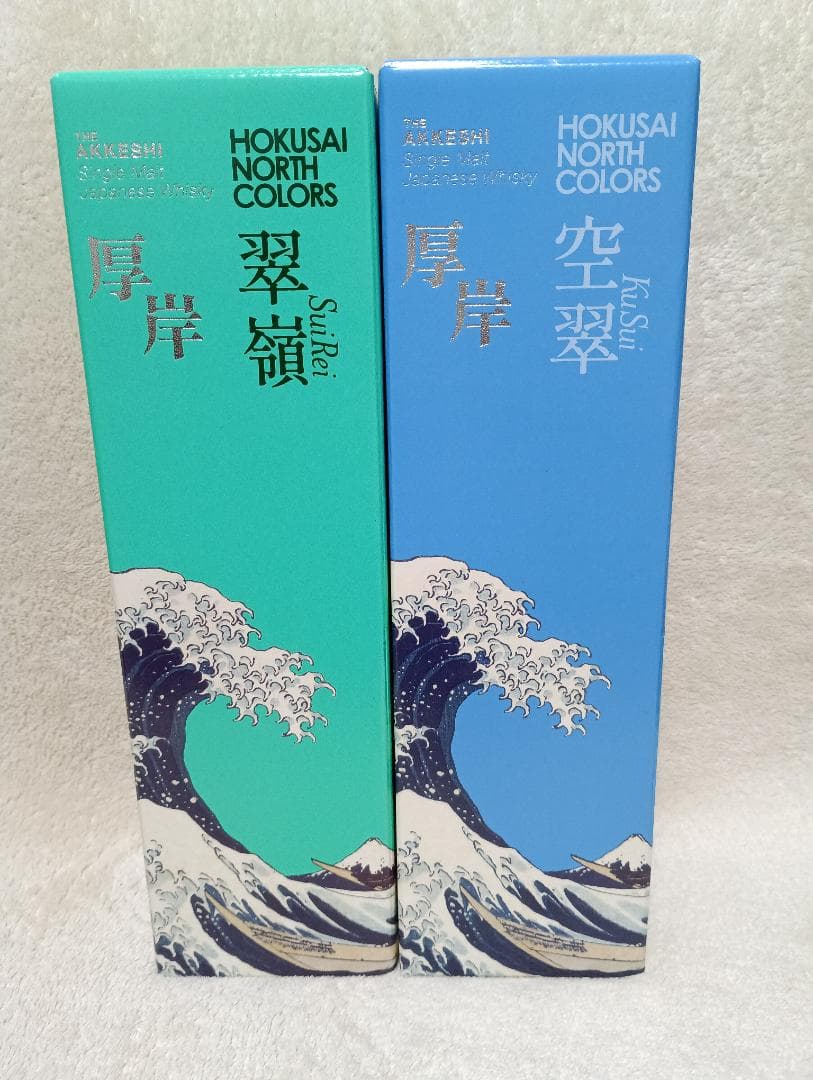 THE
AKKESHI
Single Malt
Japanese Whisky
HOKUSAI
NORTH
COLORS
厚岸
翠嶺
SuiRei
THE
AKKESHI
Single Malt
Japanese Whisky
HOKUSAI
NORTH
COLORS
厚岸
空翠
KuSui